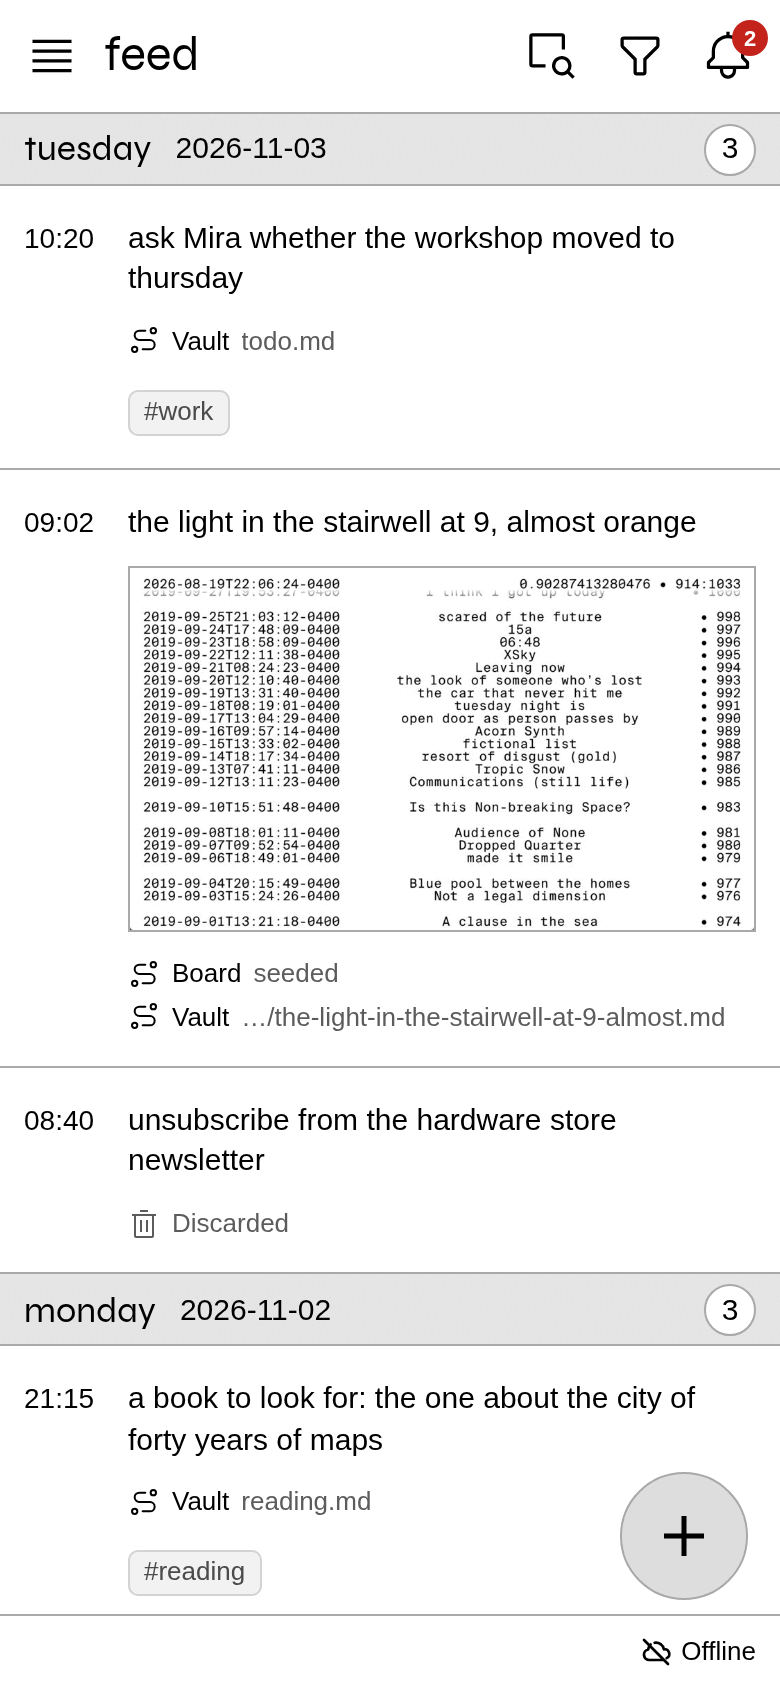 feed
2
tuesday 2026-11-03 3
10:20 ask Mira whether the workshop moved to
thursday
Vault todo.md
#work
09:02 the light in the stairwell at 9, almost orange
2026-08-19T22:06:24-0400 0.90287413280476 • 914:1033
2019-09-27T19:53:27-0400 i think i got up today • 1000
2019-09-25T21:03:12-0400 scared of the future • 998
2019-09-24T17:48:09-0400 15a • 997
2019-09-23T18:58:09-0400 06:48 • 996
2019-09-22T12:11:38-0400 XSky • 995
2019-09-21T08:24:23-0400 Leaving now • 994
2019-09-20T12:10:40-0400 the look of someone who's lost • 993
2019-09-19T13:31:40-0400 the car that never hit me • 992
2019-09-18T08:19:01-0400 tuesday night is • 991
2019-09-17T13:04:29-0400 open door as person passes by • 990
2019-09-16T09:57:14-0400 Acorn Synth • 989
2019-09-15T13:33:02-0400 fictional list • 988
2019-09-14T18:17:34-0400 resort of disgust (gold) • 987
2019-09-13T07:41:11-0400 Tropic Snow • 986
2019-09-12T13:11:23-0400 Communications (still life) • 985
2019-09-10T15:51:48-0400 Is this Non-breaking Space? • 983
2019-09-08T18:01:11-0400 Audience of None • 981
2019-09-07T09:52:54-0400 Dropped Quarter • 980
2019-09-06T18:49:01-0400 made it smile • 979
2019-09-04T20:15:49-0400 Blue pool between the homes • 977
2019-09-03T15:24:26-0400 Not a legal dimension • 976
2019-09-01T13:21:18-0400 A clause in the sea • 974
Board seeded
Vault …/the-light-in-the-stairwell-at-9-almost.md
08:40 unsubscribe from the hardware store
newsletter
Discarded
monday 2026-11-02 3
21:15 a book to look for: the one about the city of
forty years of maps
Vault reading.md
#reading
Offline